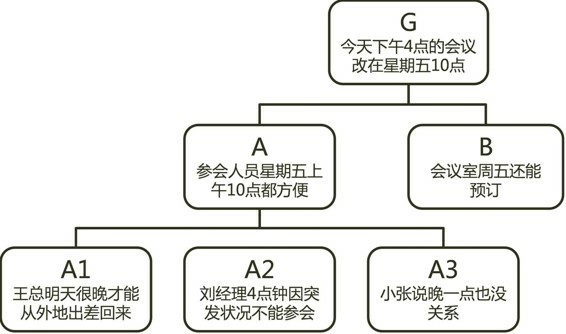 G
今天下午4点的会议
改在星期五10点
A
参会人员星期五上
午10点都方便
B
会议室周五还能
预订
A1
王总明天很晚才能
从外地出差回来
A2
刘经理4点钟因突
发状况不能参会
A3
小张说晚一点也没
关系